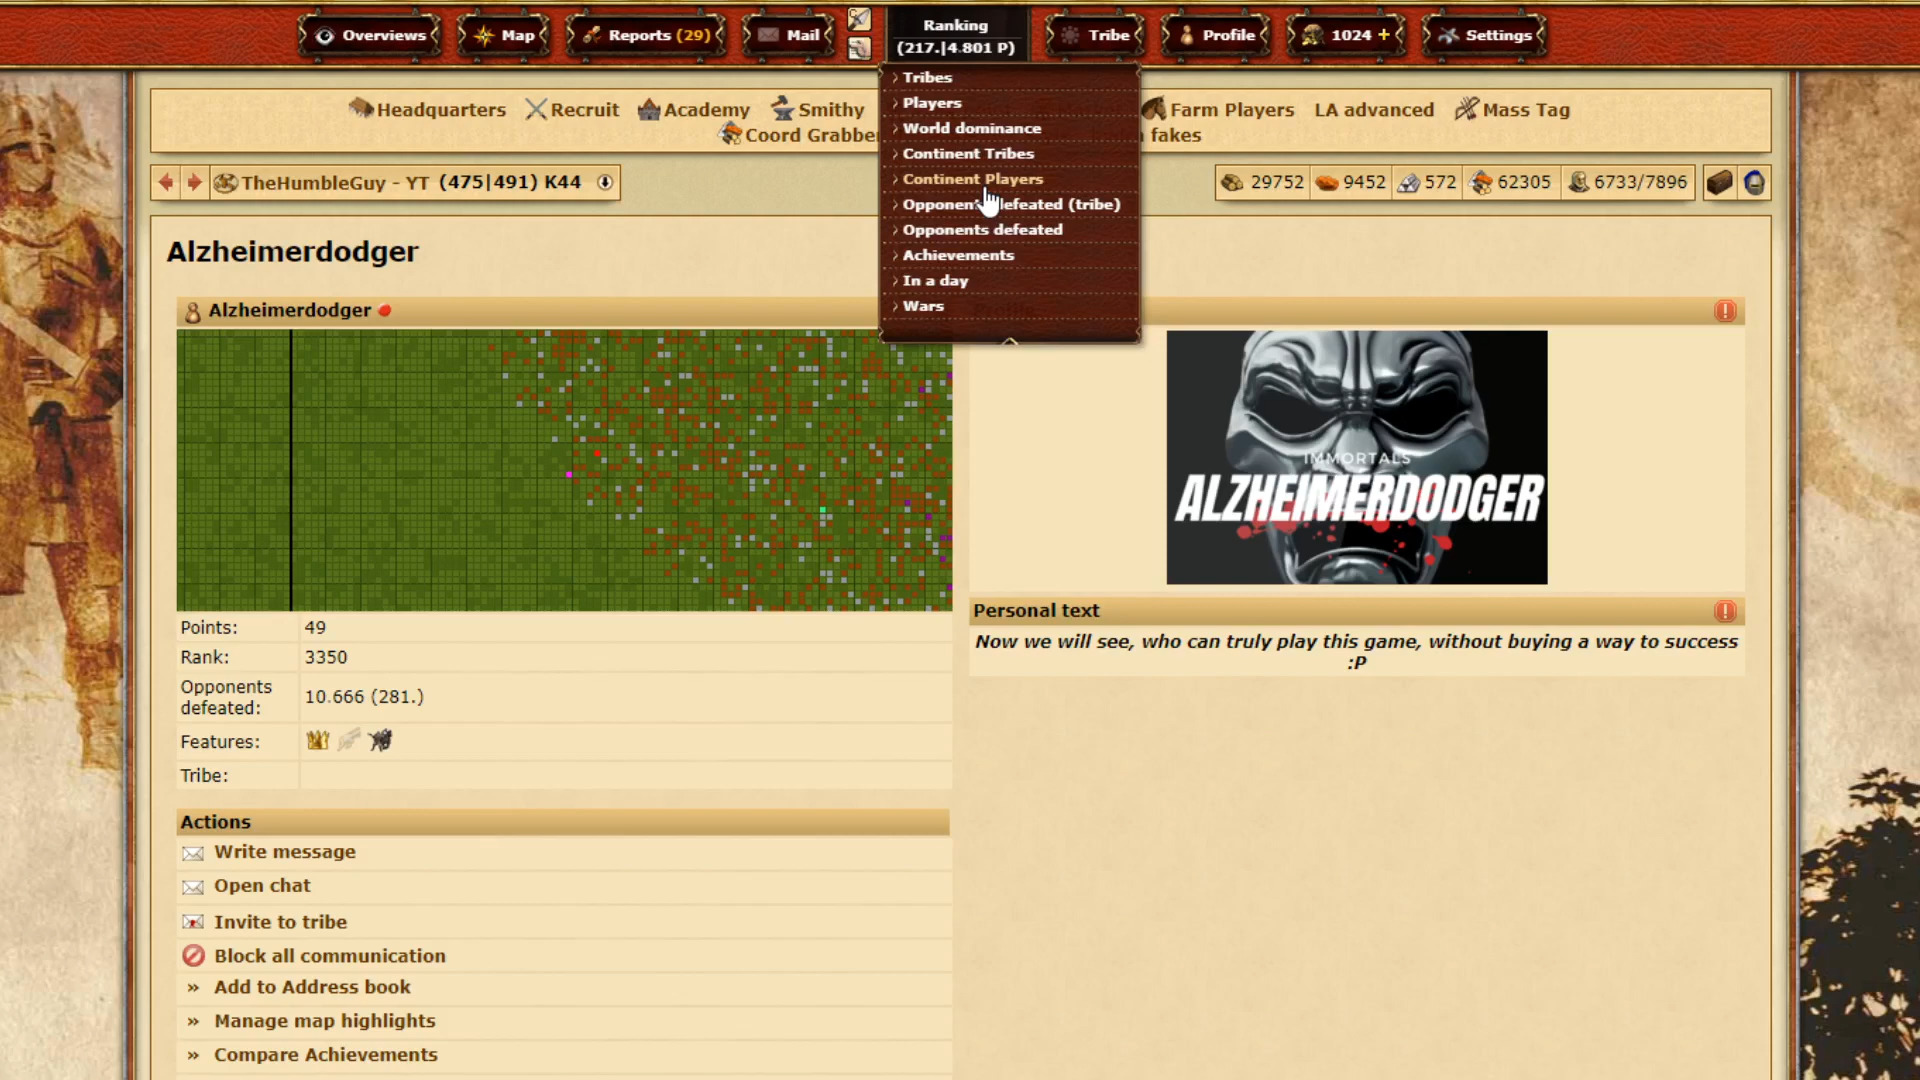 Overviews
Map
Reports (29)
Mail
Ranking
(217.|4.801 P)
Tribe
Profile
1024 +
Settings
Headquarters
Recruit
Academy
Smithy
Farm Players
LA advanced
Mass Tag
Coord Grabber
fakes
TheHumbleGuy - YT (475|491) K44
29752
9452
572
62305
6733/7896
Tribes
Players
World dominance
Continent Tribes
Continent Players
Opponents defeated (tribe)
Opponents defeated
Achievements
In a day
Wars
Alzheimerdodger
Alzheimerdodger
IMMORTALS
ALZHEIMERDODGER
Points: 49
Rank: 3350
Opponents
defeated: 10.666 (281.)
Features:
Tribe:
Personal text
Now we will see, who can truly play this game, without buying a way to success
:P
Actions
Write message
Open chat
Invite to tribe
Block all communication
» Add to Address book
» Manage map highlights
» Compare Achievements